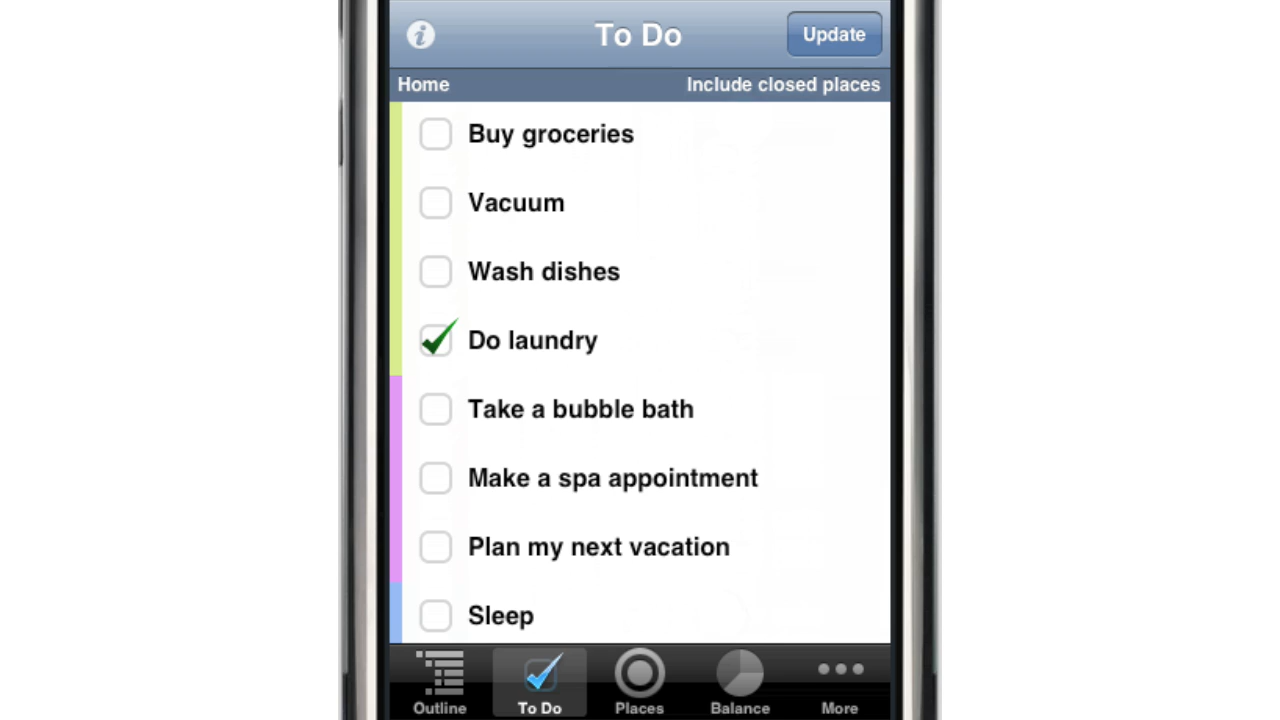 To Do
Update
Home
Include closed places
Buy groceries
Vacuum
Wash dishes
Do laundry
Take a bubble bath
Make a spa appointment
Plan my next vacation
Sleep
Outline
To Do
Places
Balance
More